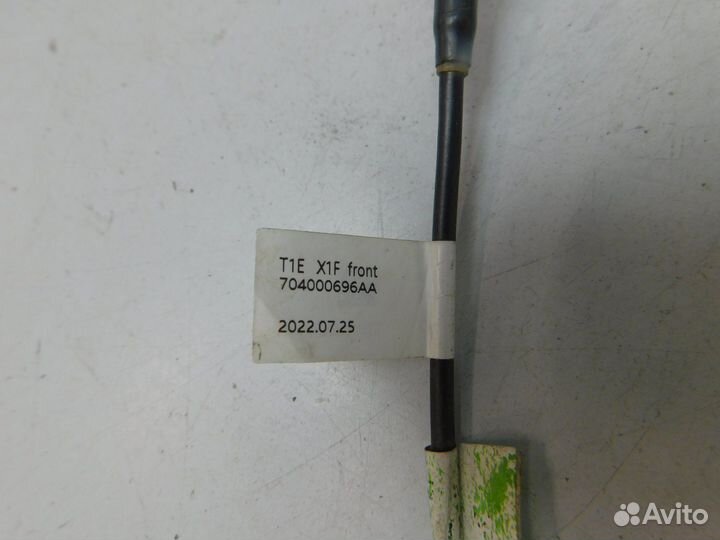 T1E X1F front
704000696AA
2022.07.25
Avito